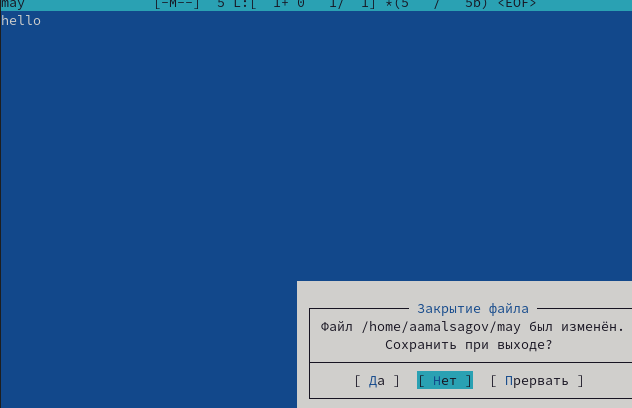 may [-M--] 5 L:[ 1+ 0 1/ 1] *(5 / 5b) <EOF>
hello
Закрытие файла
Файл /home/aamalsagov/may был изменён.
Сохранить при выходе?
[ Да ] [ Нет ] [ Прервать ]